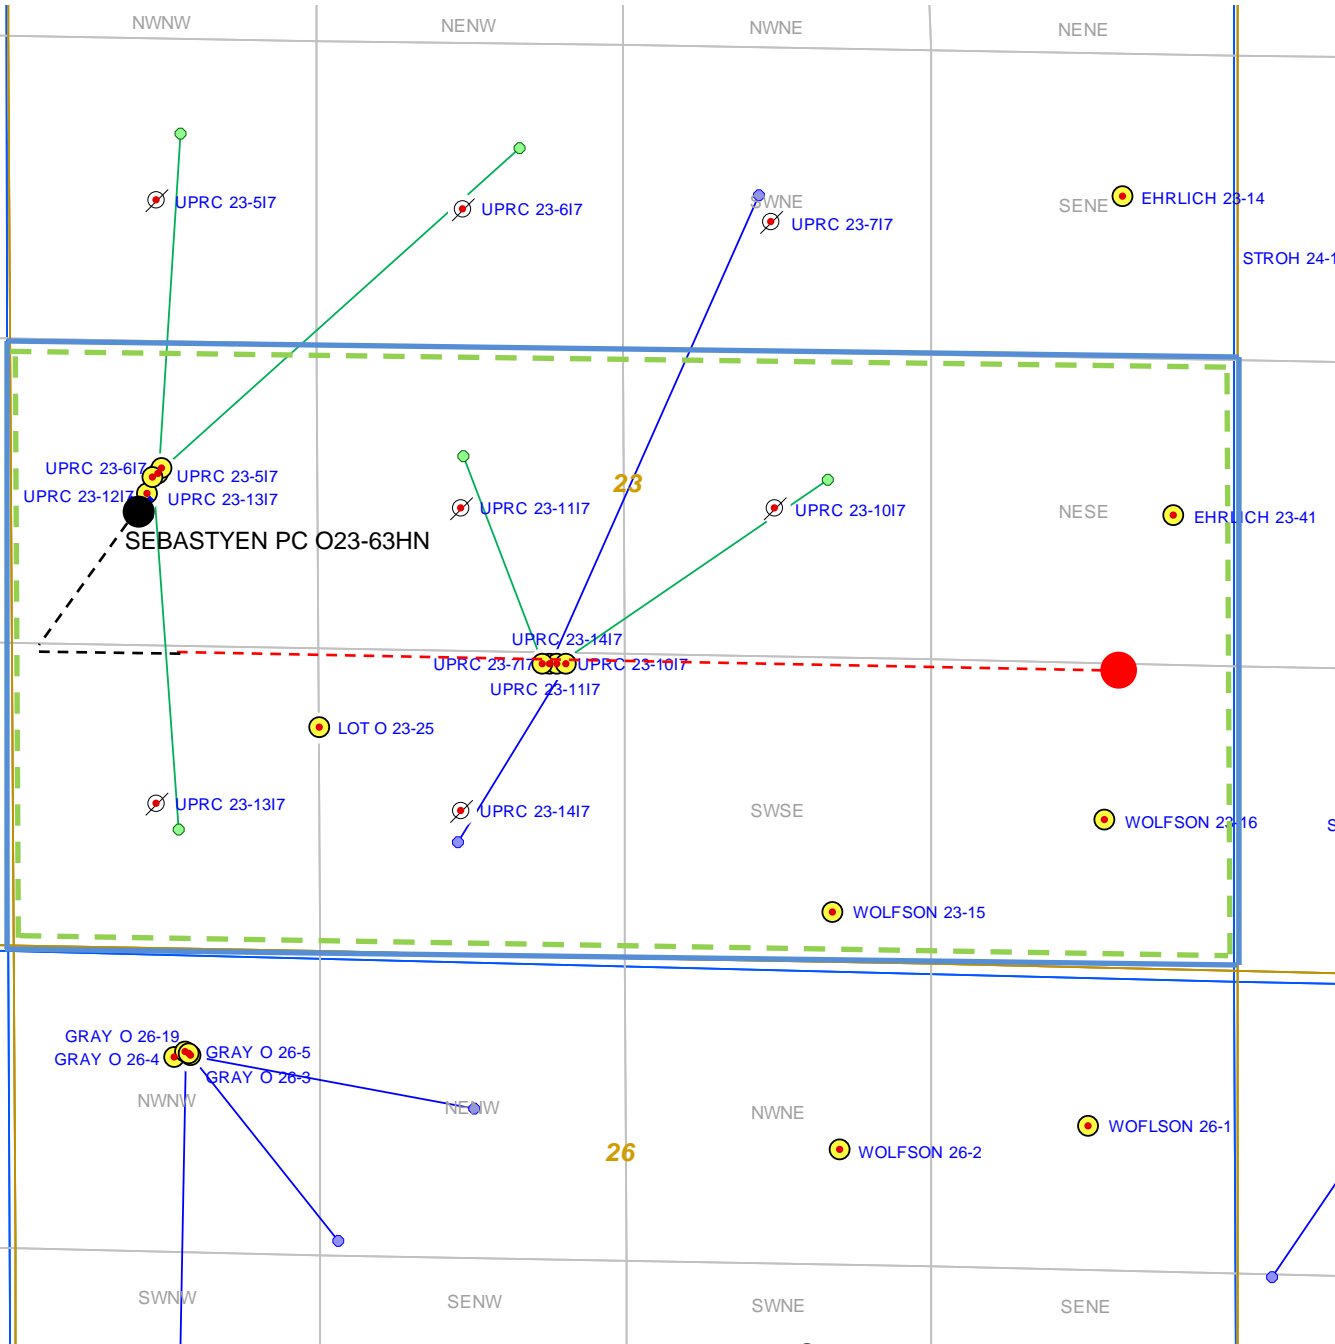 NWNW
NENW
NWNE
NENE
UPRC 23-5I7
UPRC 23-6I7
SWNE
UPRC 23-7I7
SENE
EHRLICH 23-14
STROH 24-1
UPRC 23-6I7
UPRC 23-5I7
UPRC 23-12I7
UPRC 23-13I7
SEBASTYEN PC O23-63HN
UPRC 23-11I7
23
UPRC 23-10I7
NESE
EHRLICH 23-41
UPRC 23-14I7
UPRC 23-7I7
UPRC 23-10I7
UPRC 23-11I7
LOT O 23-25
UPRC 23-13I7
UPRC 23-14I7
SWSE
WOLFSON 23-16
S
WOLFSON 23-15
GRAY O 26-19
GRAY O 26-4
GRAY O 26-5
GRAY O 26-3
NWNW
NENW
NWNE
WOFLSON 26-1
26
WOLFSON 26-2
SWNW
SENW
SWNE
SENE